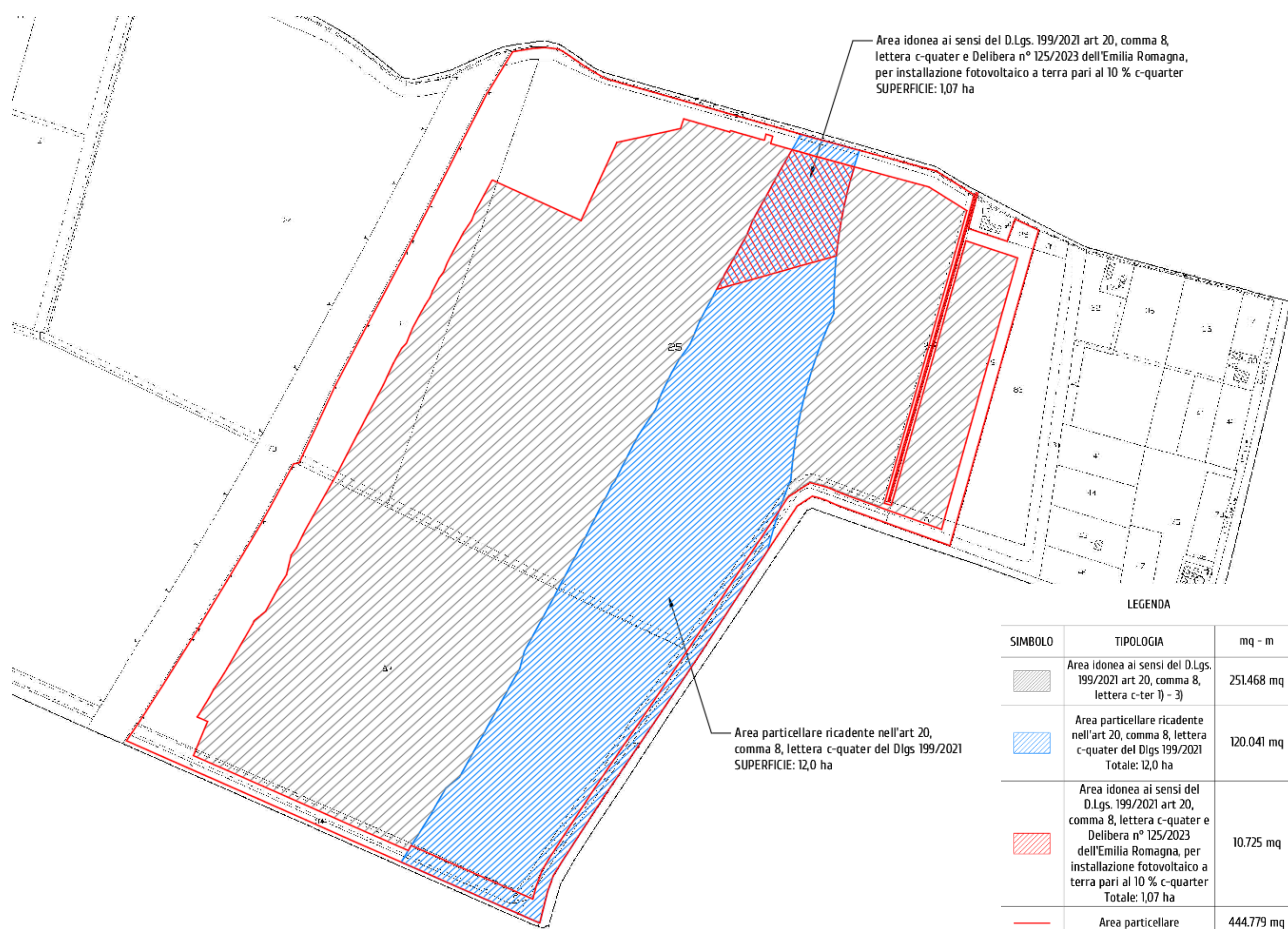 Area idonea ai sensi del D.Lgs. 199/2021 art 20, comma 8,
lettera c-quater e Delibera n° 125/2023 dell'Emilia Romagna,
per installazione fotovoltaico a terra pari al 10 % c-quarter
SUPERFICIE: 1,07 ha
25
Area particellare ricadente nell'art 20,
comma 8, lettera c-quater del Dlgs 199/2021
SUPERFICIE: 12,0 ha
LEGENDA
SIMBOLO TIPOLOGIA mq - m
Area idonea ai sensi del D.Lgs.
199/2021 art 20, comma 8,
lettera c-ter 1) - 3)
251.468 mq
Area particellare ricadente
nell'art 20, comma 8, lettera
c-quater del Dlgs 199/2021
Totale: 12,0 ha
120.041 mq
Area idonea ai sensi del
D.Lgs. 199/2021 art 20,
comma 8, lettera c-quater e
Delibera n° 125/2023
dell'Emilia Romagna, per
installazione fotovoltaico a
terra pari al 10 % c-quarter
Totale: 1,07 ha
10.725 mq
Area particellare 444.779 mq